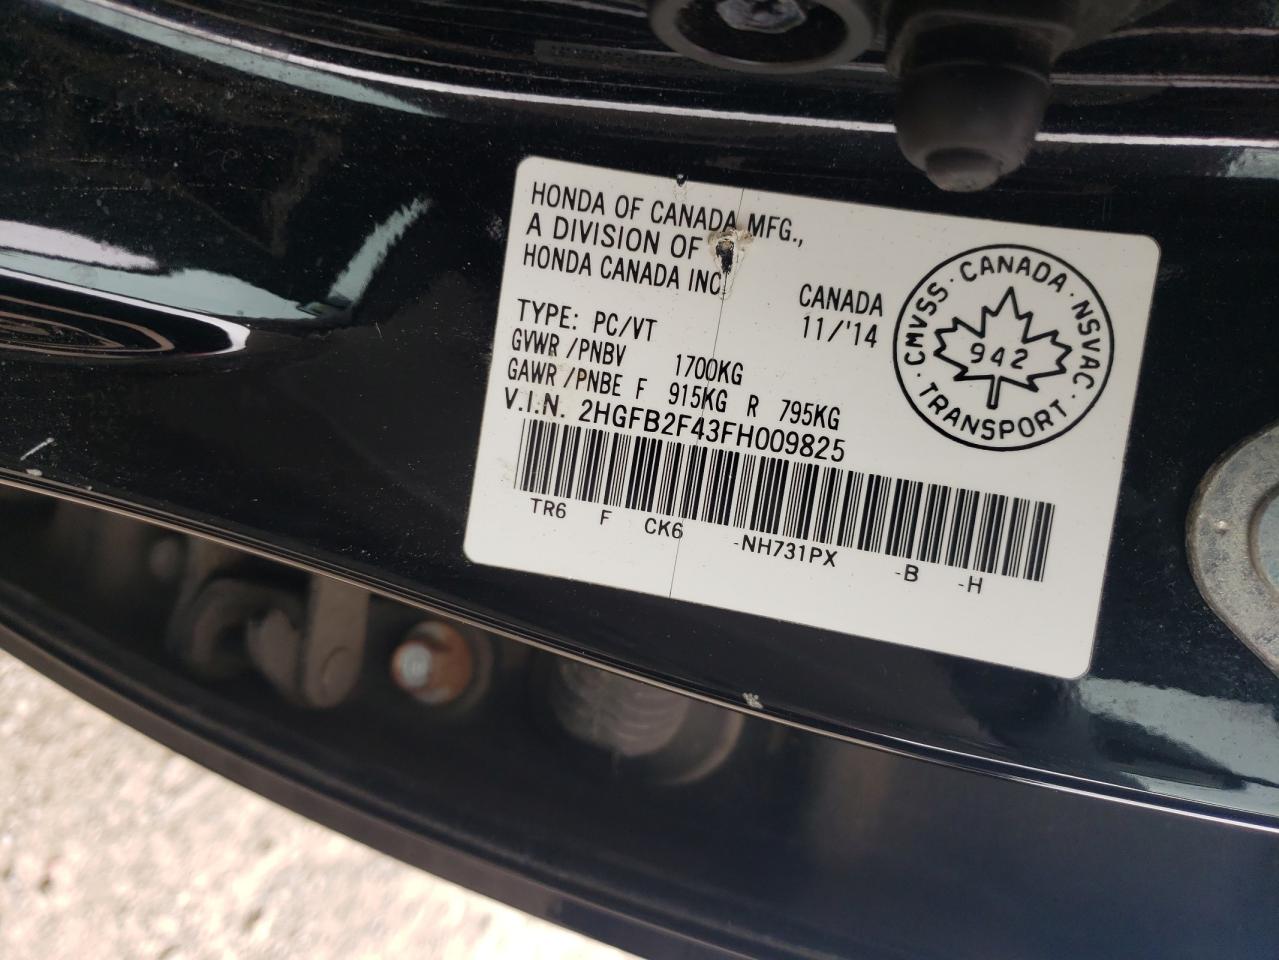 HONDA OF CANADA MFG.,
A DIVISION OF
HONDA CANADA INC.
CANADA
11/'14
TYPE: PC/VT
GVWR/PNBV 1700KG
GAWR/PNBE F 915KG R 795KG
V.I.N. 2HGFB2F43FH009825
TR6 F CK6 -NH731PX -B -H
CMVSS · CANADA · NSVAC
942
· TRANSPORT ·